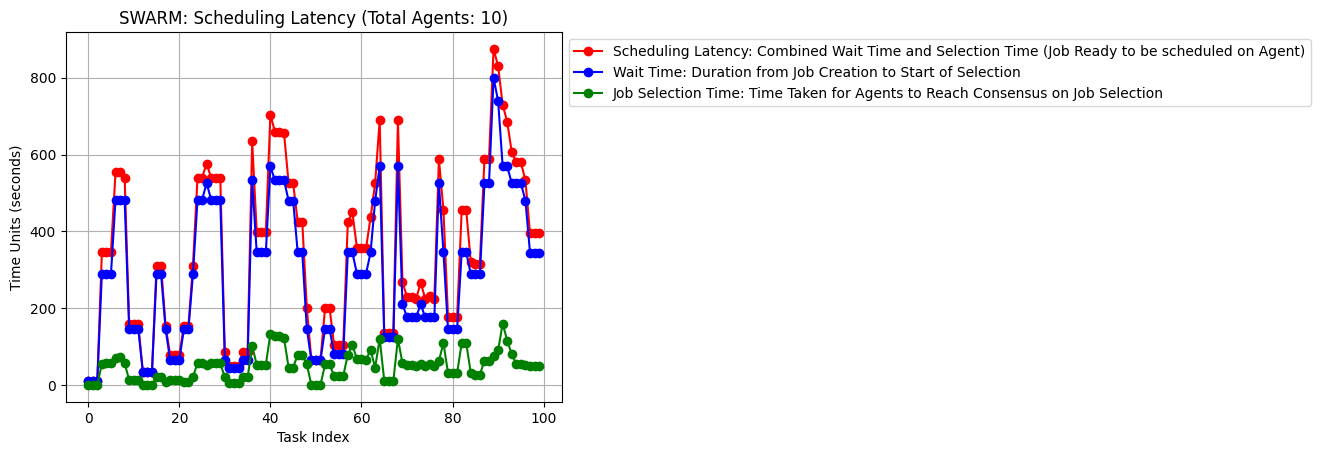 SWARM: Scheduling Latency (Total Agents: 10)
Scheduling Latency: Combined Wait Time and Selection Time (Job Ready to be scheduled on Agent)
Wait Time: Duration from Job Creation to Start of Selection
Job Selection Time: Time Taken for Agents to Reach Consensus on Job Selection
Time Units (seconds)
800
600
400
200
0
0 20 40 60 80 100
Task Index